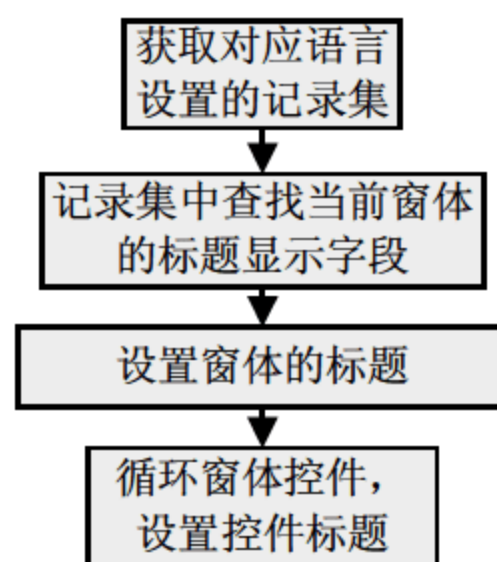 获取对应语言
设置的记录集
记录集中查找当前窗体
的标题显示字段
设置窗体的标题
循环窗体控件，
设置控件标题